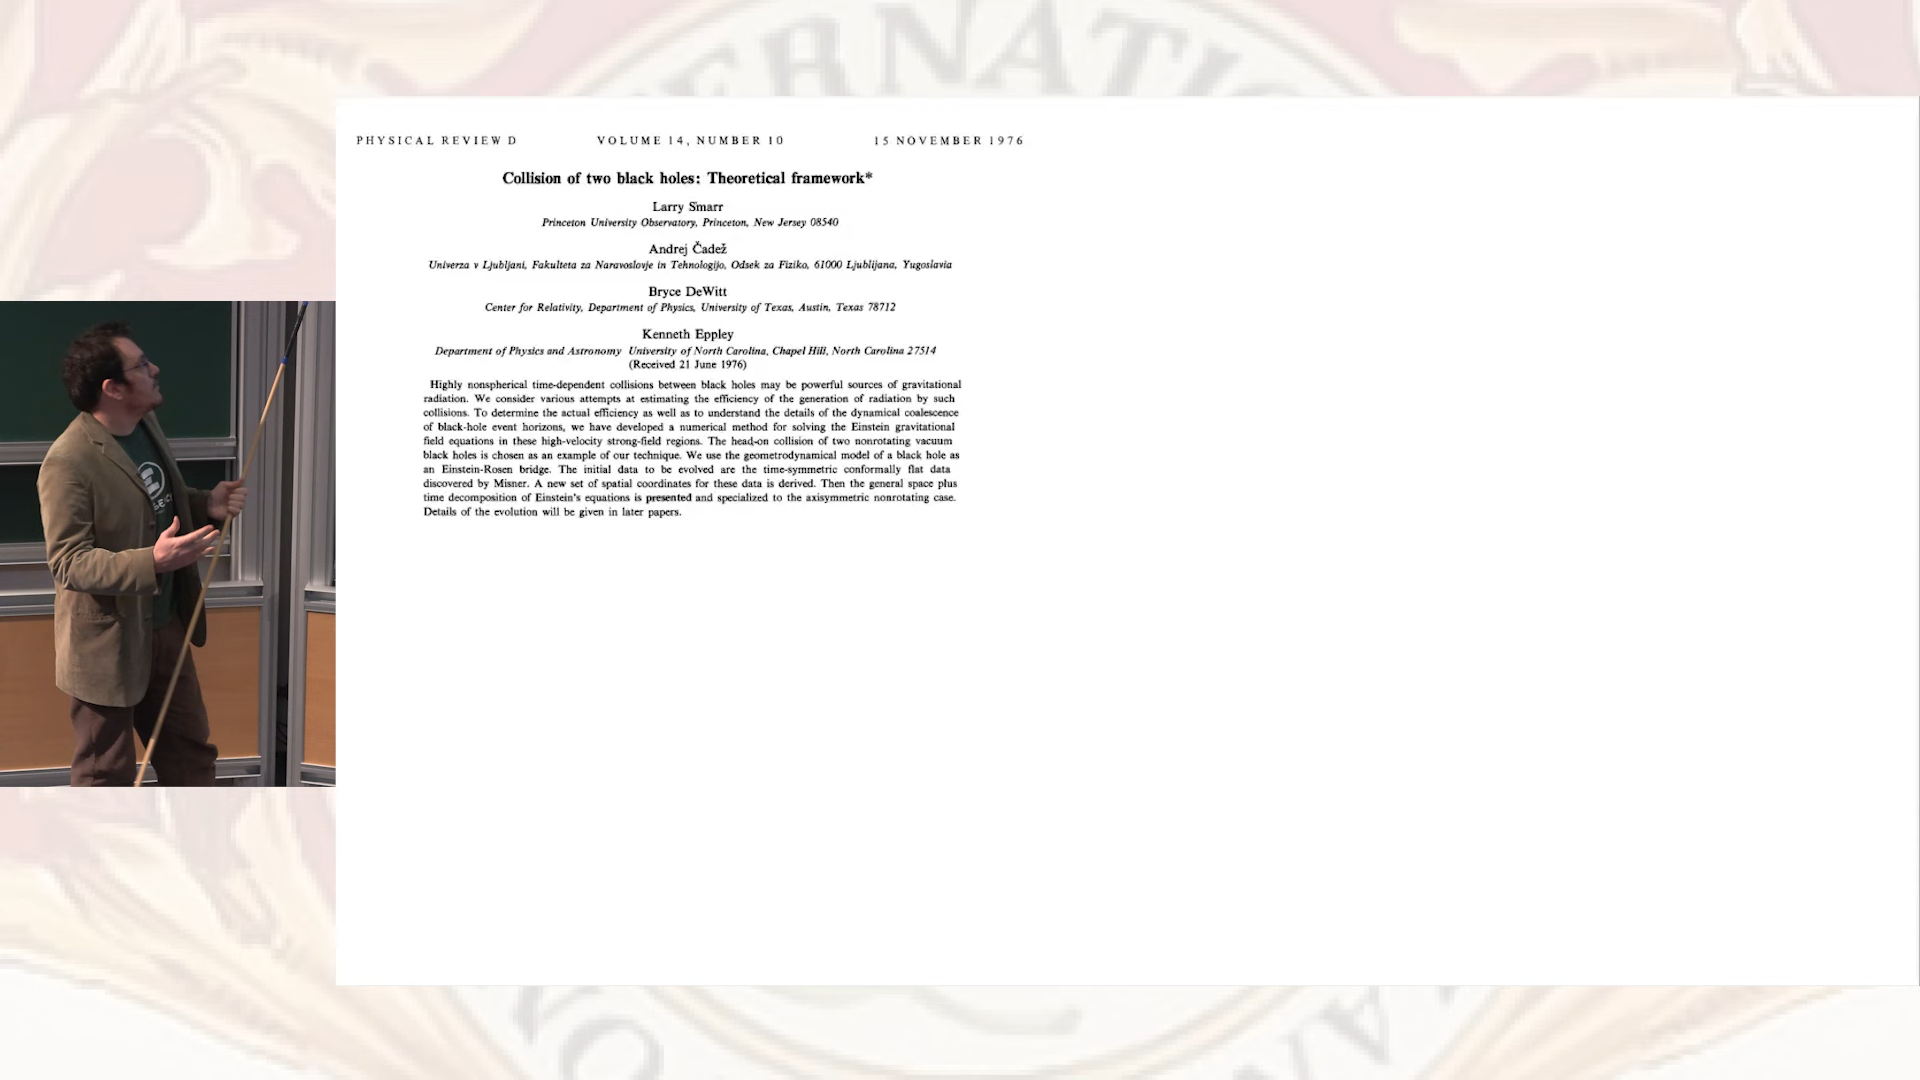 ERNATIO
PHYSICAL REVIEW D VOLUME 14, NUMBER 10 15 NOVEMBER 1976
Collision of two black holes: Theoretical framework*
Larry Smarr
Princeton University Observatory, Princeton, New Jersey 08540
Andrej Čadež
Univerza v Ljubljani, Fakulteta za Naravoslovje in Tehnologijo, Odsek za Fiziko, 61000 Ljublijana, Yugoslavia
Bryce DeWitt
Center for Relativity, Department of Physics, University of Texas, Austin, Texas 78712
Kenneth Eppley
Department of Physics and Astronomy University of North Carolina, Chapel Hill, North Carolina 27514
(Received 21 June 1976)
Highly nonspherical time-dependent collisions between black holes may be powerful sources of gravitational
radiation. We consider various attempts at estimating the efficiency of the generation of radiation by such
collisions. To determine the actual efficiency as well as to understand the details of the dynamical coalescence
of black-hole event horizons, we have developed a numerical method for solving the Einstein gravitational
field equations in these high-velocity strong-field regions. The head-on collision of two nonrotating vacuum
black holes is chosen as an example of our technique. We use the geometrodynamical model of a black hole as
an Einstein-Rosen bridge. The initial data to be evolved are the time-symmetric conformally flat data
discovered by Misner. A new set of spatial coordinates for these data is derived. Then the general space plus
time decomposition of Einstein's equations is presented and specialized to the axisymmetric nonrotating case.
Details of the evolution will be given in later papers.